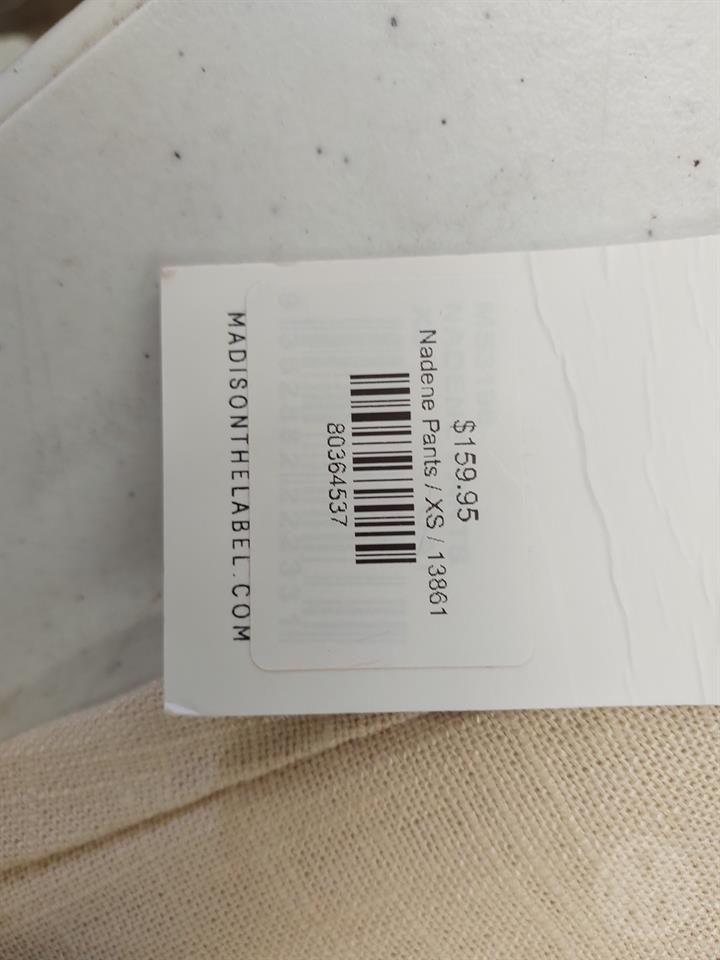 $159.95
Nadene Pants / XS / 13861
80364537
MADISONTHELABEL.COM